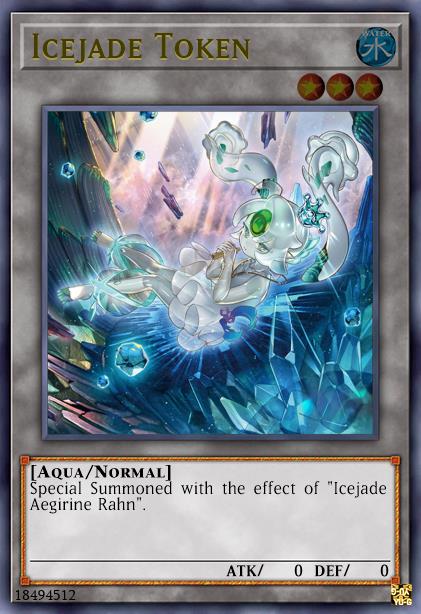 Icejade Token
WATER
水
[Aqua/Normal]
Special Summoned with the effect of "Icejade
Aegirine Rahn".
ATK/ 0 DEF/ 0
18494512